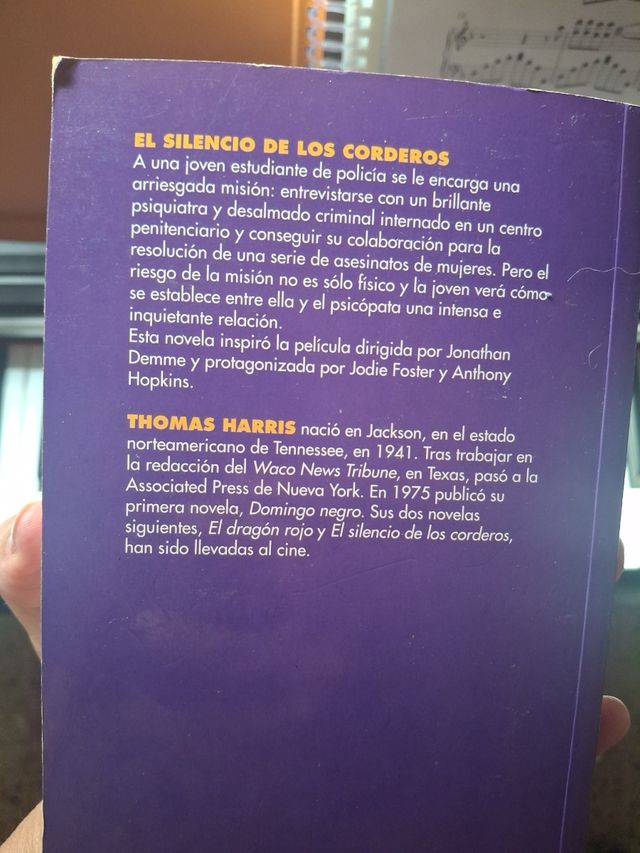 EL SILENCIO DE LOS CORDEROS
A una joven estudiante de policía se le encarga una
arriesgada misión: entrevistarse con un brillante
psiquiatra y desalmado criminal internado en un centro
penitenciario y conseguir su colaboración para la
resolución de una serie de asesinatos de mujeres. Pero el
riesgo de la misión no es sólo físico y la joven verá cómo
se establece entre ella y el psicópata una intensa e
inquietante relación.
Esta novela inspiró la película dirigida por Jonathan
Demme y protagonizada por Jodie Foster y Anthony
Hopkins.
THOMAS HARRIS nació en Jackson, en el estado
norteamericano de Tennessee, en 1941. Tras trabajar en
la redacción del Waco News Tribune, en Texas, pasó a la
Associated Press de Nueva York. En 1975 publicó su
primera novela, Domingo negro. Sus dos novelas
siguientes, El dragón rojo y El silencio de los corderos,
han sido llevadas al cine.